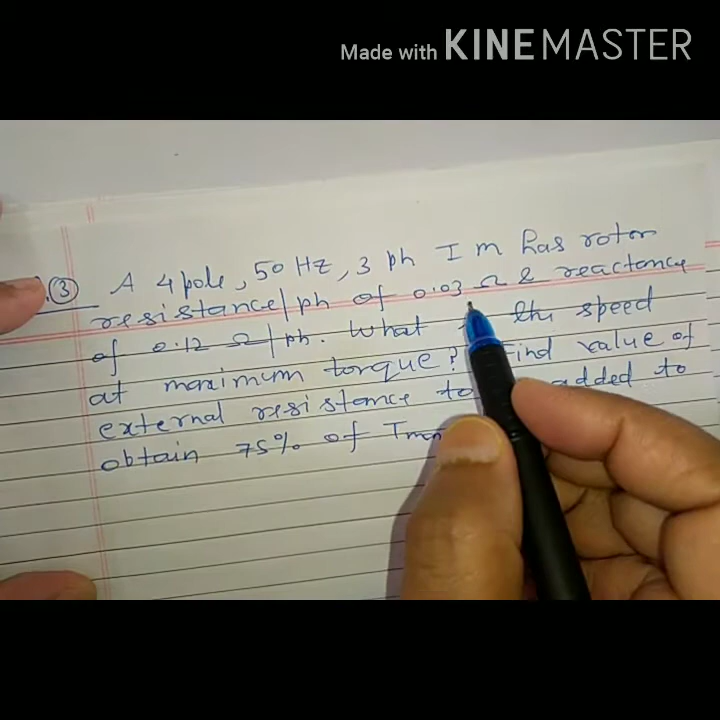 Made with KINEMASTER
③ A 4 pole, 50 Hz, 3 ph I m has rotor
resistance/ph of 0.03 Ω & reactance
of 0.12 Ω/ph. What the speed
at maximum torque? Find value of
external resistance to added to
obtain 75% of